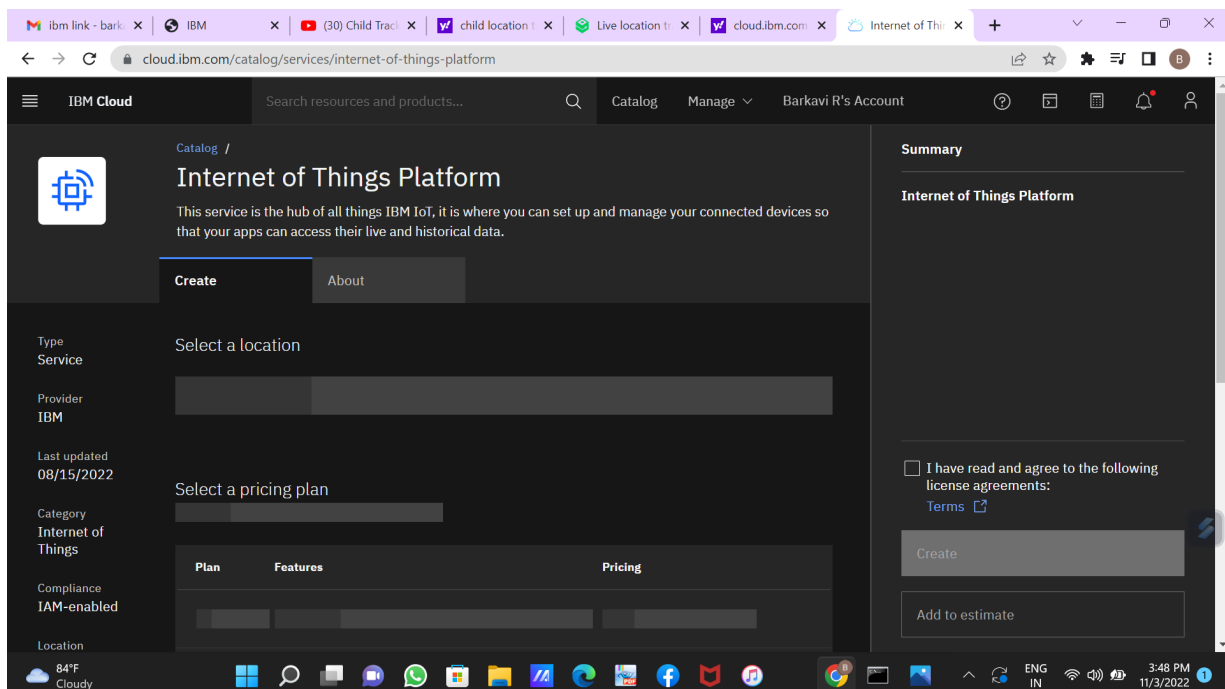 ibm link - bark
IBM
(30) Child Trac
child location t
Live location tr
cloud.ibm.com
Internet of Thin
cloud.ibm.com/catalog/services/internet-of-things-platform
B
IBM Cloud
Search resources and products...
Catalog
Manage
Barkavi R's Account
Catalog /
Internet of Things Platform
This service is the hub of all things IBM IoT, it is where you can set up and manage your connected devices so
that your apps can access their live and historical data.
Create
About
Type
Service
Provider
IBM
Last updated
08/15/2022
Category
Internet of
Things
Compliance
IAM-enabled
Location
Select a location
Select a pricing plan
Plan
Features
Pricing
Summary
Internet of Things Platform
I have read and agree to the following
license agreements:
Terms
Create
Add to estimate
84°F
Cloudy
ENG
IN
3:48 PM
11/3/2022
1